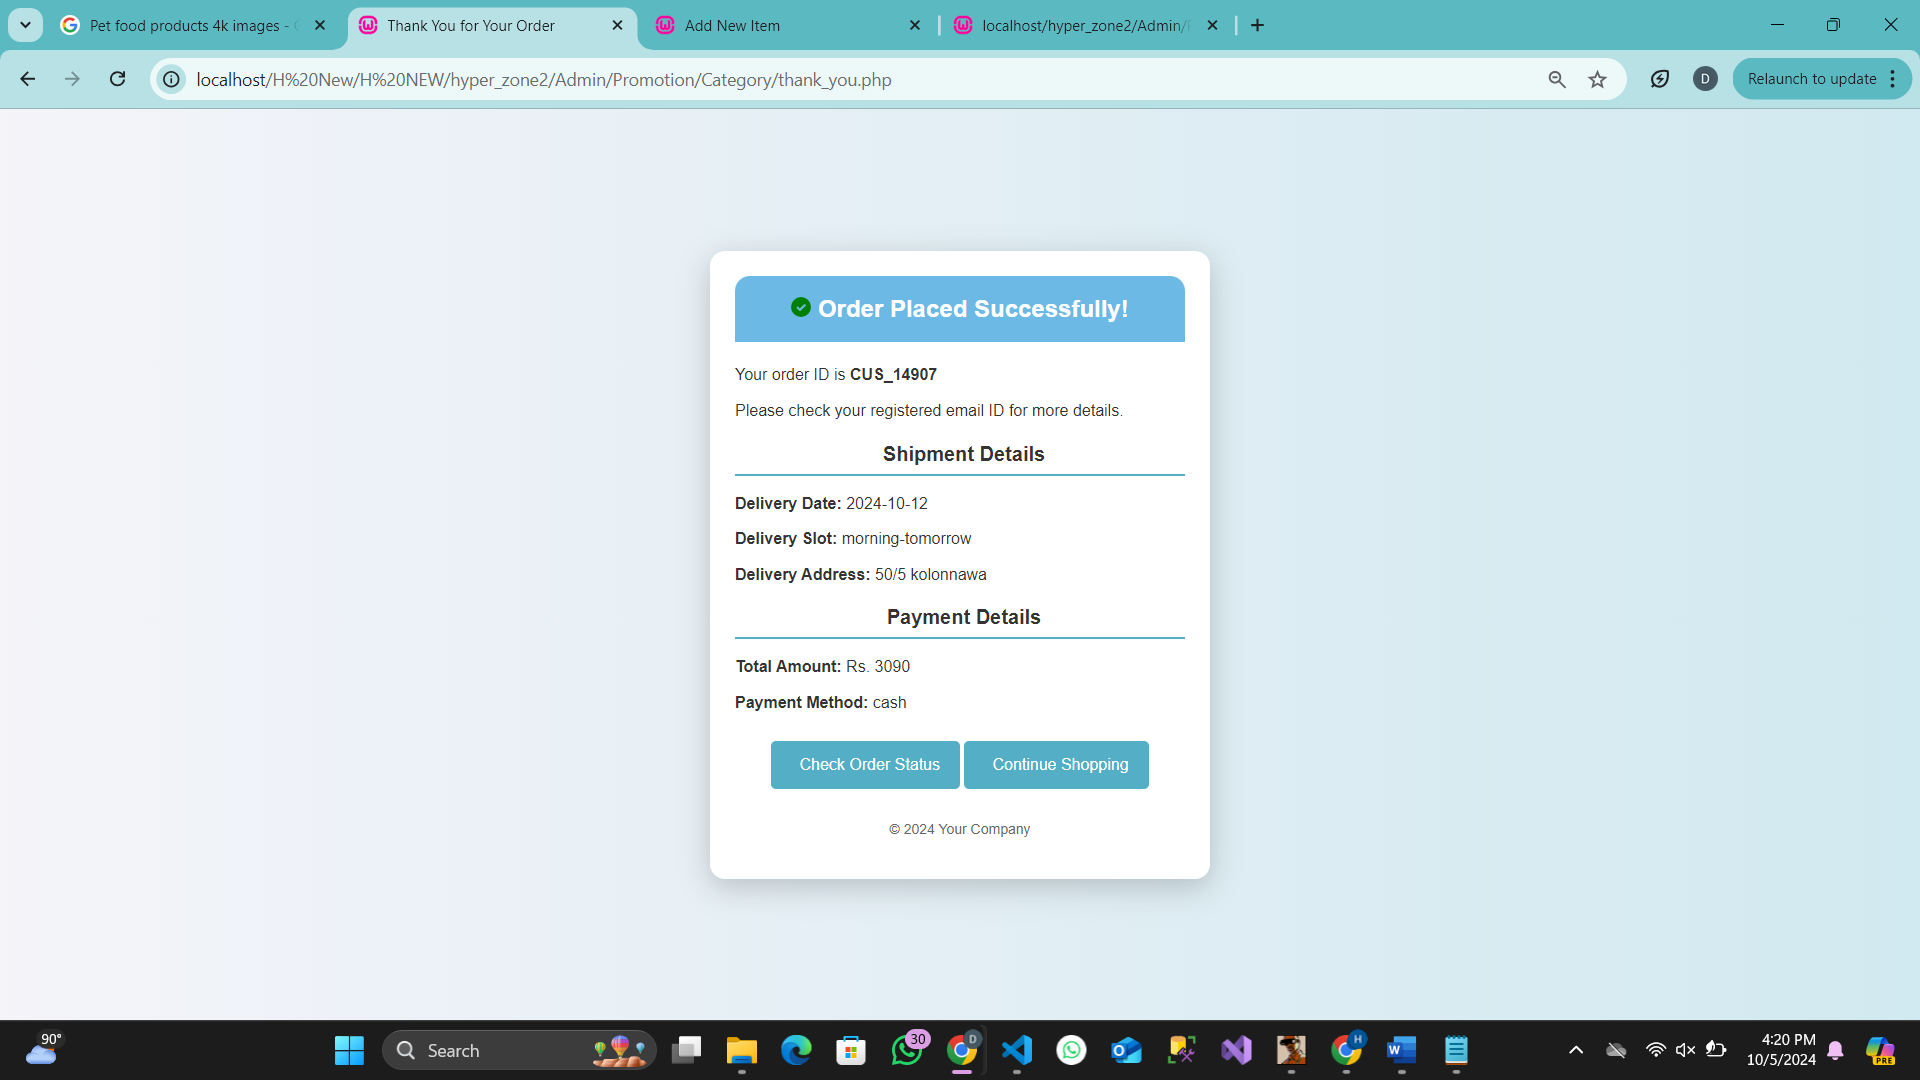 Pet food products 4k images -
Thank You for Your Order
Add New Item
localhost/hyper_zone2/Admin/
localhost/H%20New/H%20NEW/hyper_zone2/Admin/Promotion/Category/thank_you.php
D
Relaunch to update
Order Placed Successfully!
Your order ID is CUS_14907
Please check your registered email ID for more details.
Shipment Details
Delivery Date: 2024-10-12
Delivery Slot: morning-tomorrow
Delivery Address: 50/5 kolonnawa
Payment Details
Total Amount: Rs. 3090
Payment Method: cash
Check Order Status
Continue Shopping
© 2024 Your Company
90°
Search
30
D
H
4:20 PM
10/5/2024
PRE